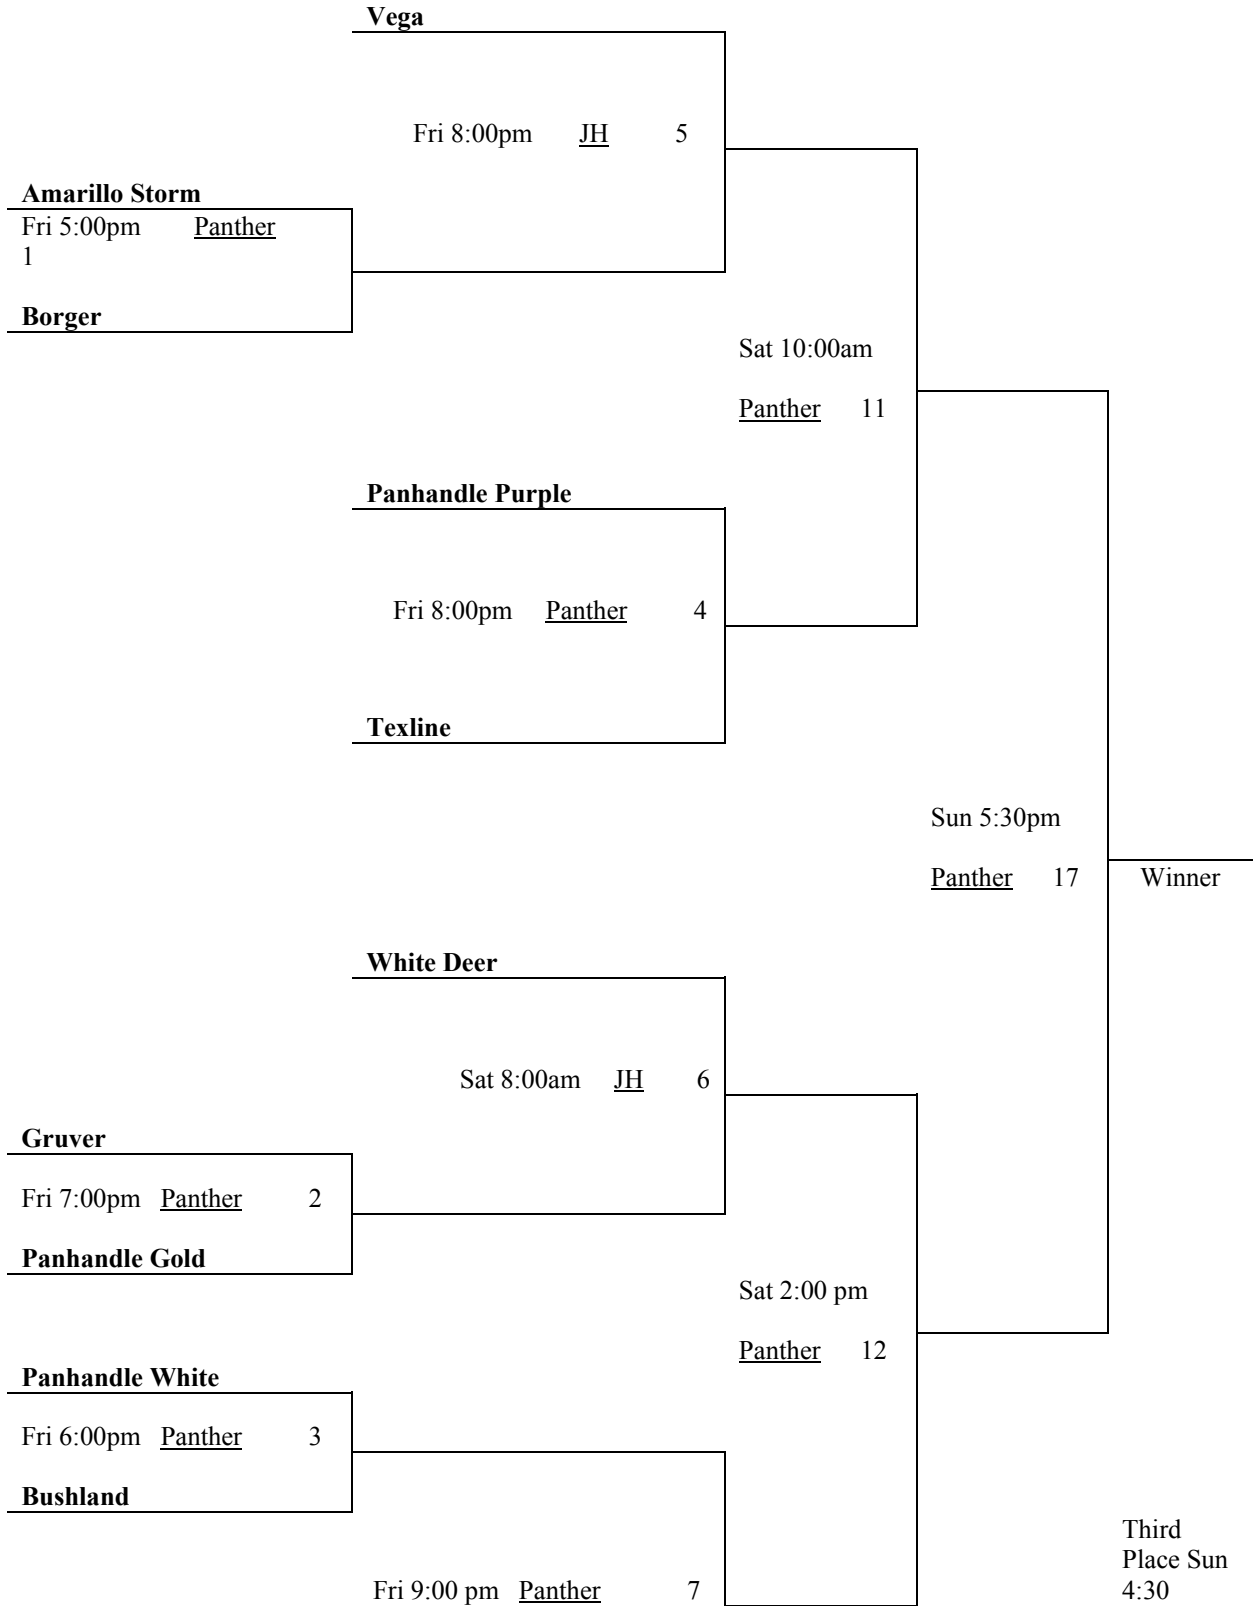 Vega
Fri 8:00pm JH 5
Amarillo Storm
Fri 5:00pm Panther
1
Borger
Sat 10:00am
Panther 11
Panhandle Purple
Fri 8:00pm Panther 4
Texline
Sun 5:30pm
Panther 17 Winner
White Deer
Sat 8:00am JH 6
Gruver
Fri 7:00pm Panther 2
Panhandle Gold
Sat 2:00 pm
Panther 12
Panhandle White
Fri 6:00pm Panther 3
Bushland
Third
Place Sun
4:30
Fri 9:00 pm Panther 7